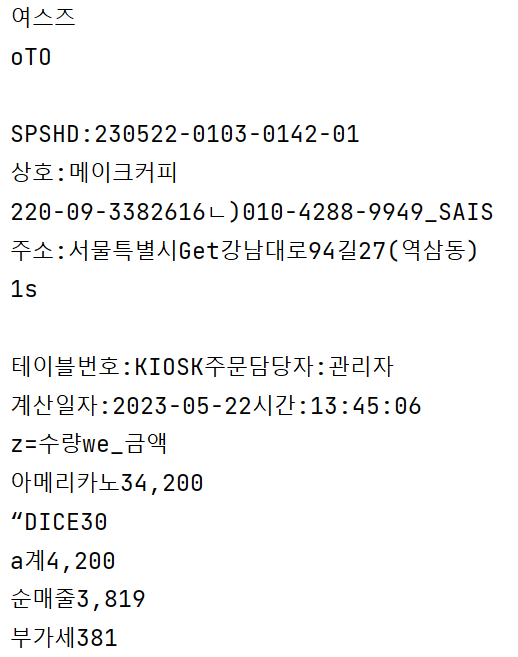 여스즈
oTO
SPSHD:230522-0103-0142-01
상호:메이크커피
220-09-3382616ㄴ)010-4288-9949_SAIS
주소:서물특별시Get강남대로94길27(역삼동)
1s
테이블번호:KIOSK주문담당자:관리자
계산일자:2023-05-22시간:13:45:06
z=수량we_금액
아메리카노34,200
“DICE30
a계4,200
순매줄3,819
부가세381